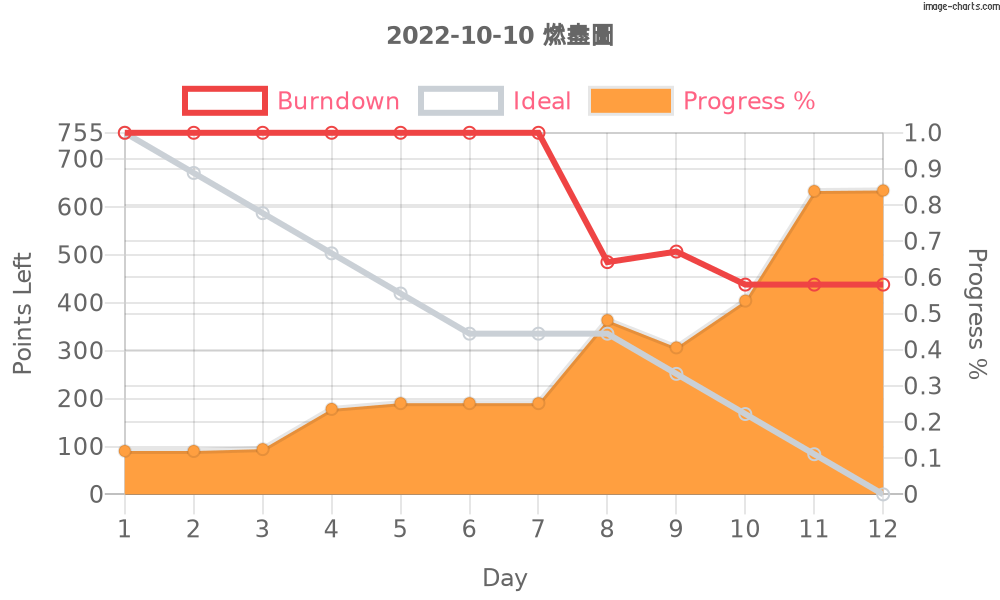 image-charts.com
2022-10-10 燃盡圖
Burndown Ideal Progress %
755 1.0
700 0.9
600 0.8
500 0.7
400 0.6
300 0.5
200 0.4
100 0.3
0 0.2
0.1
0
Points Left
Progress %
1 2 3 4 5 6 7 8 9 10 11 12
Day